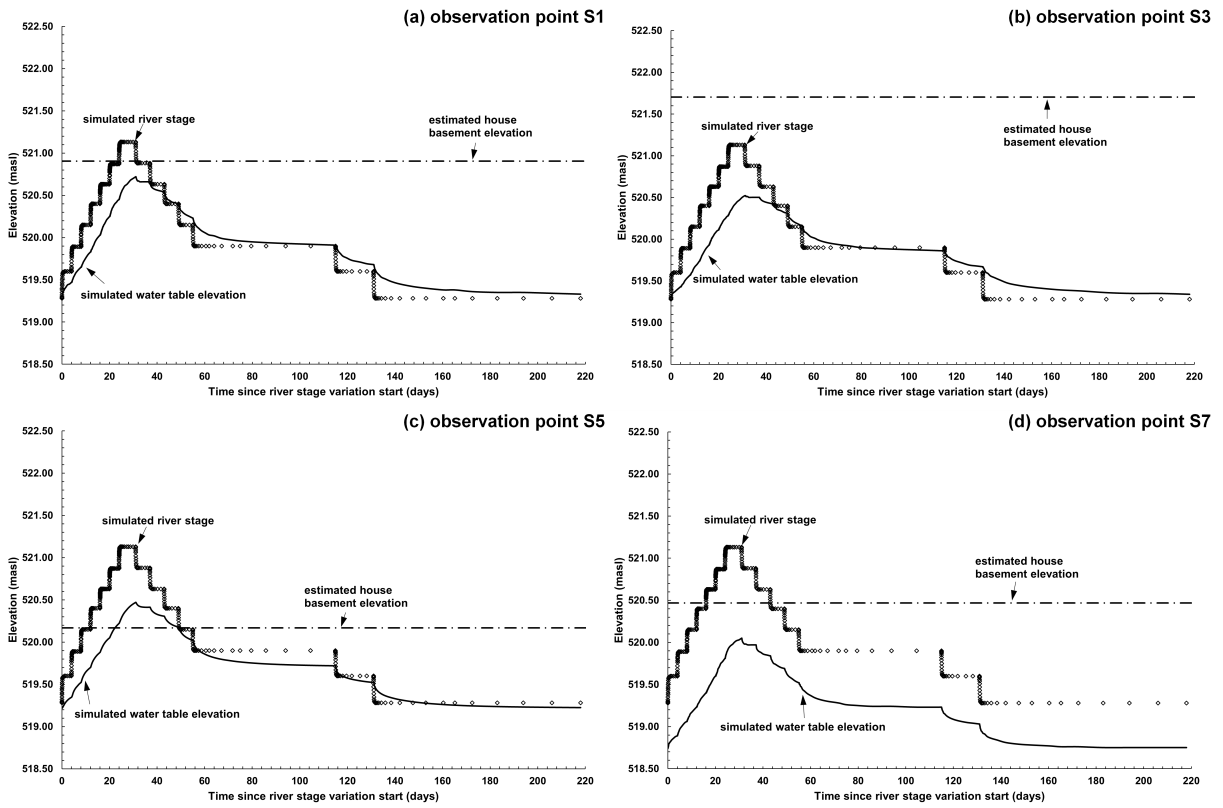 (a) observation point S1
522.50
522.00
521.50
521.00
520.50
520.00
519.50
519.00
518.50
Elevation (masl)
simulated river stage
estimated house
basement elevation
simulated water table elevation
0 20 40 60 80 100 120 140 160 180 200 220
Time since river stage variation start (days)
(b) observation point S3
522.50
522.00
521.50
521.00
520.50
520.00
519.50
519.00
518.50
Elevation (masl)
simulated river stage
estimated house
basement elevation
simulated water table elevation
0 20 40 60 80 100 120 140 160 180 200 220
Time since river stage variation start (days)
(c) observation point S5
522.50
522.00
521.50
521.00
520.50
520.00
519.50
519.00
518.50
Elevation (masl)
simulated river stage
estimated house
basement elevation
simulated water table elevation
0 20 40 60 80 100 120 140 160 180 200 220
Time since river stage variation start (days)
(d) observation point S7
522.50
522.00
521.50
521.00
520.50
520.00
519.50
519.00
518.50
Elevation (masl)
simulated river stage
estimated house
basement elevation
simulated water table elevation
0 20 40 60 80 100 120 140 160 180 200 220
Time since river stage variation start (days)